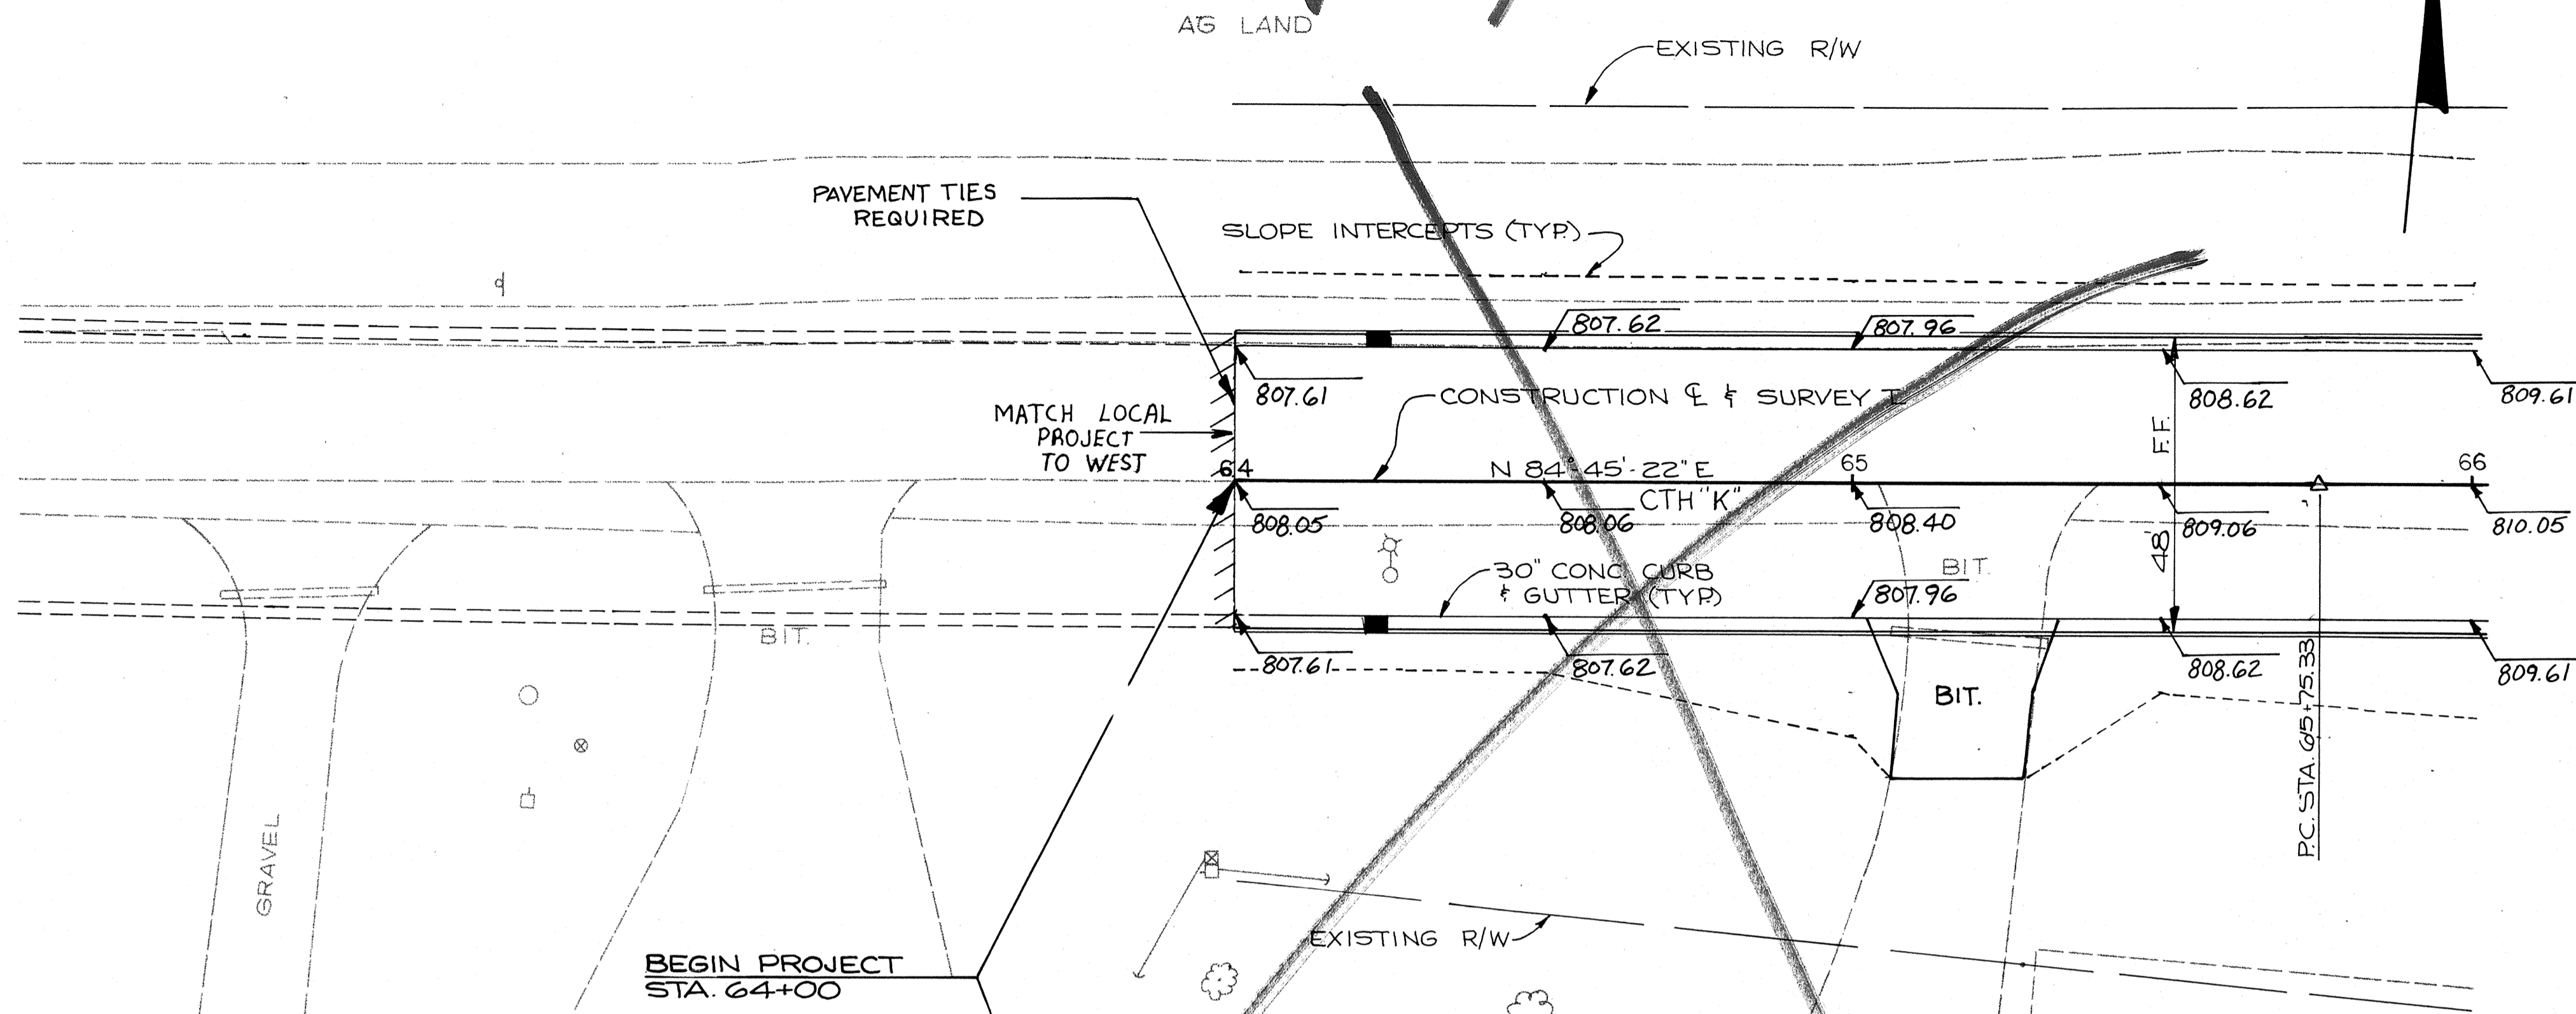 AG LAND
EXISTING R/W
PAVEMENT TIES
REQUIRED
SLOPE INTERCEPTS (TYP.)
807.62
807.96
807.61
CONSTRUCTION ℄ & SURVEY L
808.62
809.61
MATCH LOCAL
PROJECT
TO WEST
F.F.
64
N 84°-45'-22" E
65
66
CTH "K"
808.05
808.06
808.40
809.06
810.05
48'
30" CONC. CURB
& GUTTER (TYP.)
BIT.
807.96
BIT.
807.61
807.62
808.62
809.61
BIT.
P.C. STA. 65+75.33
GRAVEL
EXISTING R/W
BEGIN PROJECT
STA. 64+00